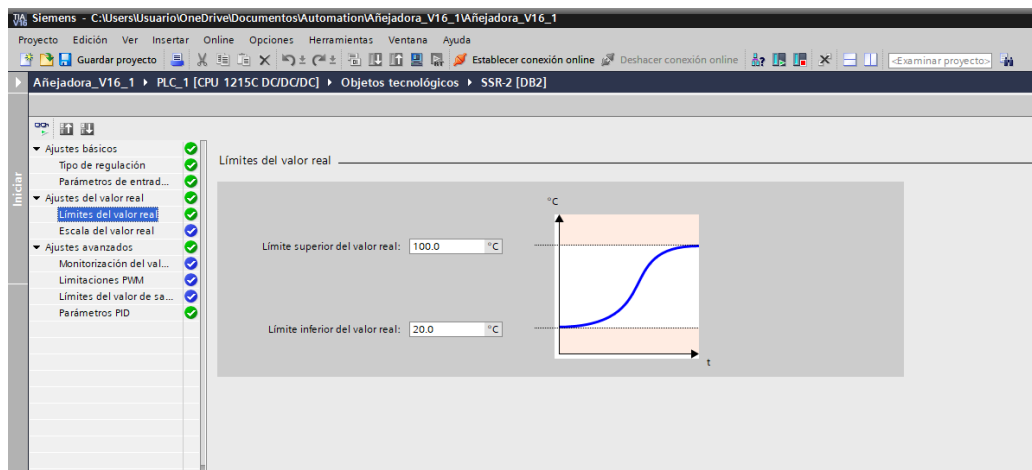 Siemens - C:\Users\Usuario\OneDrive\Documentos\Automation\Añejadora_V16_1\Añejadora_V16_1
Proyecto Edición Ver Insertar Online Opciones Herramientas Ventana Ayuda
Guardar proyecto Establecer conexión online Deshacer conexión online <Examinar proyecto>
Añejadora_V16_1 PLC_1 [CPU 1215C DC/DC/DC] Objetos tecnológicos SSR-2 [DB2]
Iniciar
Ajustes básicos
Tipo de regulación
Parámetros de entrad...
Ajustes del valor real
Límites del valor real
Escala del valor real
Ajustes avanzados
Monitorización del val...
Limitaciones PWM
Límites del valor de sa...
Parámetros PID
Límites del valor real
°C
Límite superior del valor real: 100.0 °C
Límite inferior del valor real: 20.0 °C
t